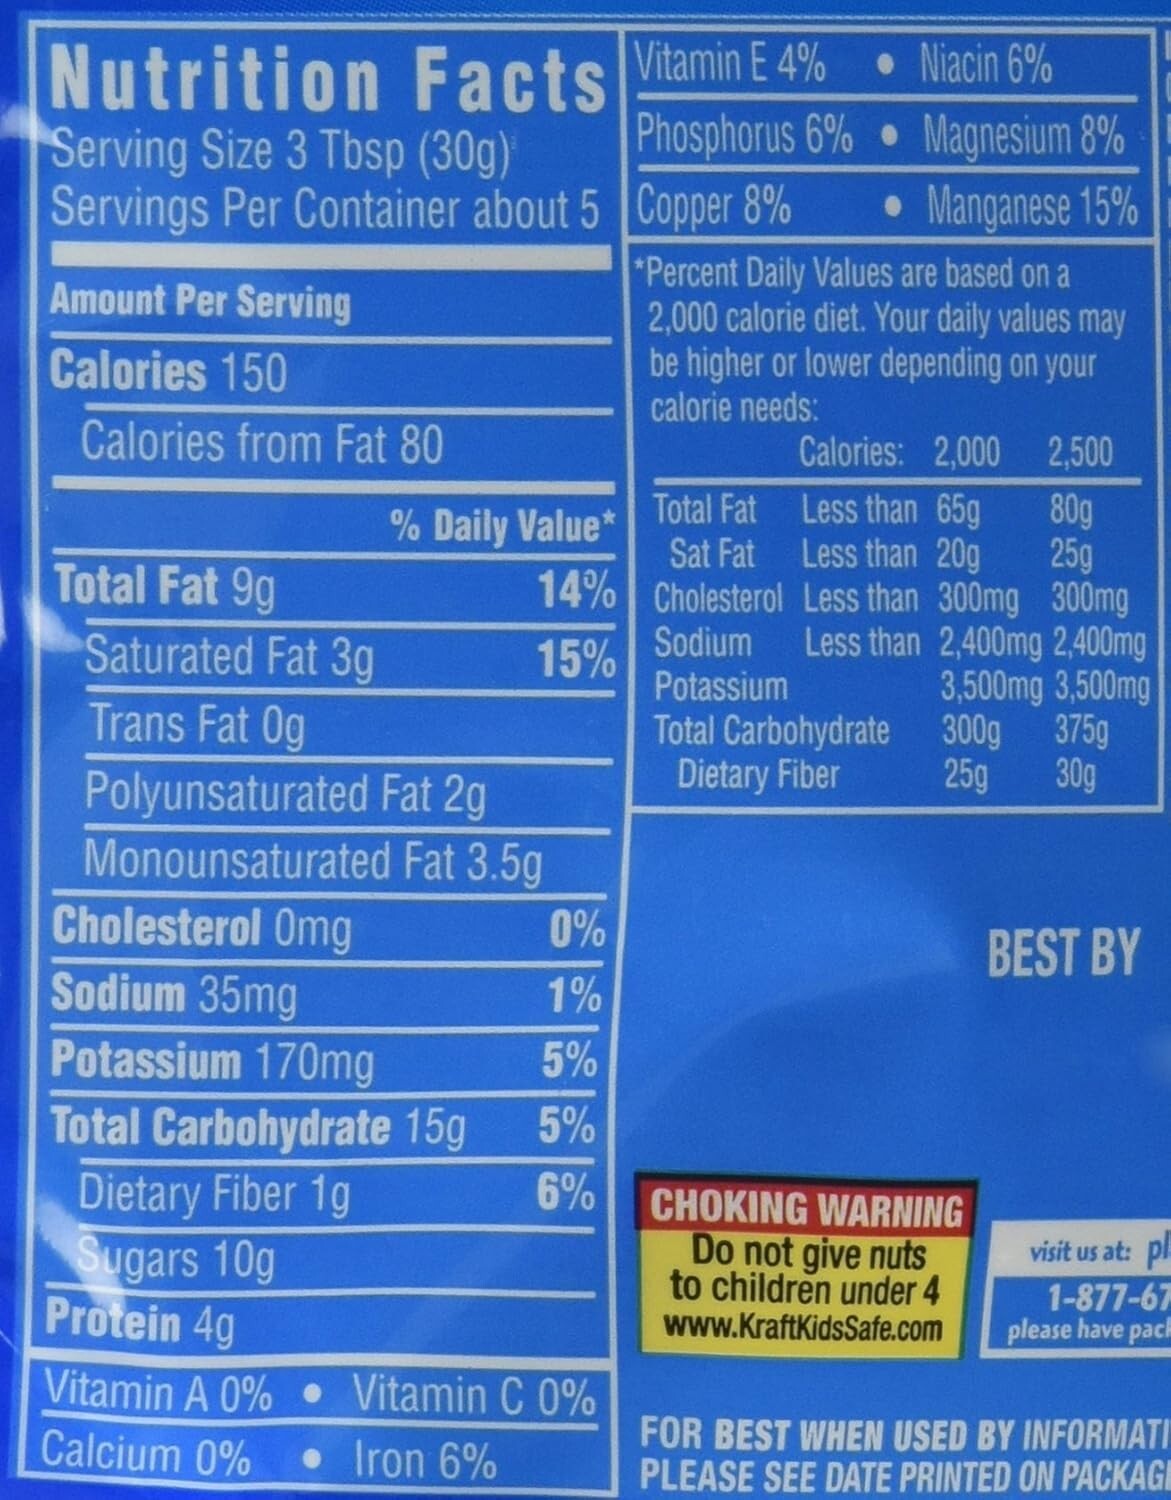 Nutrition Facts
Serving Size 3 Tbsp (30g)
Servings Per Container about 5
Amount Per Serving
Calories 150
Calories from Fat 80
% Daily Value*
Total Fat 9g 14%
Saturated Fat 3g 15%
Trans Fat 0g
Polyunsaturated Fat 2g
Monounsaturated Fat 3.5g
Cholesterol 0mg 0%
Sodium 35mg 1%
Potassium 170mg 5%
Total Carbohydrate 15g 5%
Dietary Fiber 1g 6%
Sugars 10g
Protein 4g
Vitamin A 0% • Vitamin C 0%
Calcium 0% • Iron 6%
Vitamin E 4% • Niacin 6%
Phosphorus 6% • Magnesium 8%
Copper 8% • Manganese 15%
*Percent Daily Values are based on a
2,000 calorie diet. Your daily values may
be higher or lower depending on your
calorie needs:
Calories: 2,000 2,500
Total Fat Less than 65g 80g
Sat Fat Less than 20g 25g
Cholesterol Less than 300mg 300mg
Sodium Less than 2,400mg 2,400mg
Potassium 3,500mg 3,500mg
Total Carbohydrate 300g 375g
Dietary Fiber 25g 30g
BEST BY
CHOKING WARNING
Do not give nuts
to children under 4
www.KraftKidsSafe.com
visit us at: pl
1-877-67
please have pack
FOR BEST WHEN USED BY INFORMATI
PLEASE SEE DATE PRINTED ON PACKAG